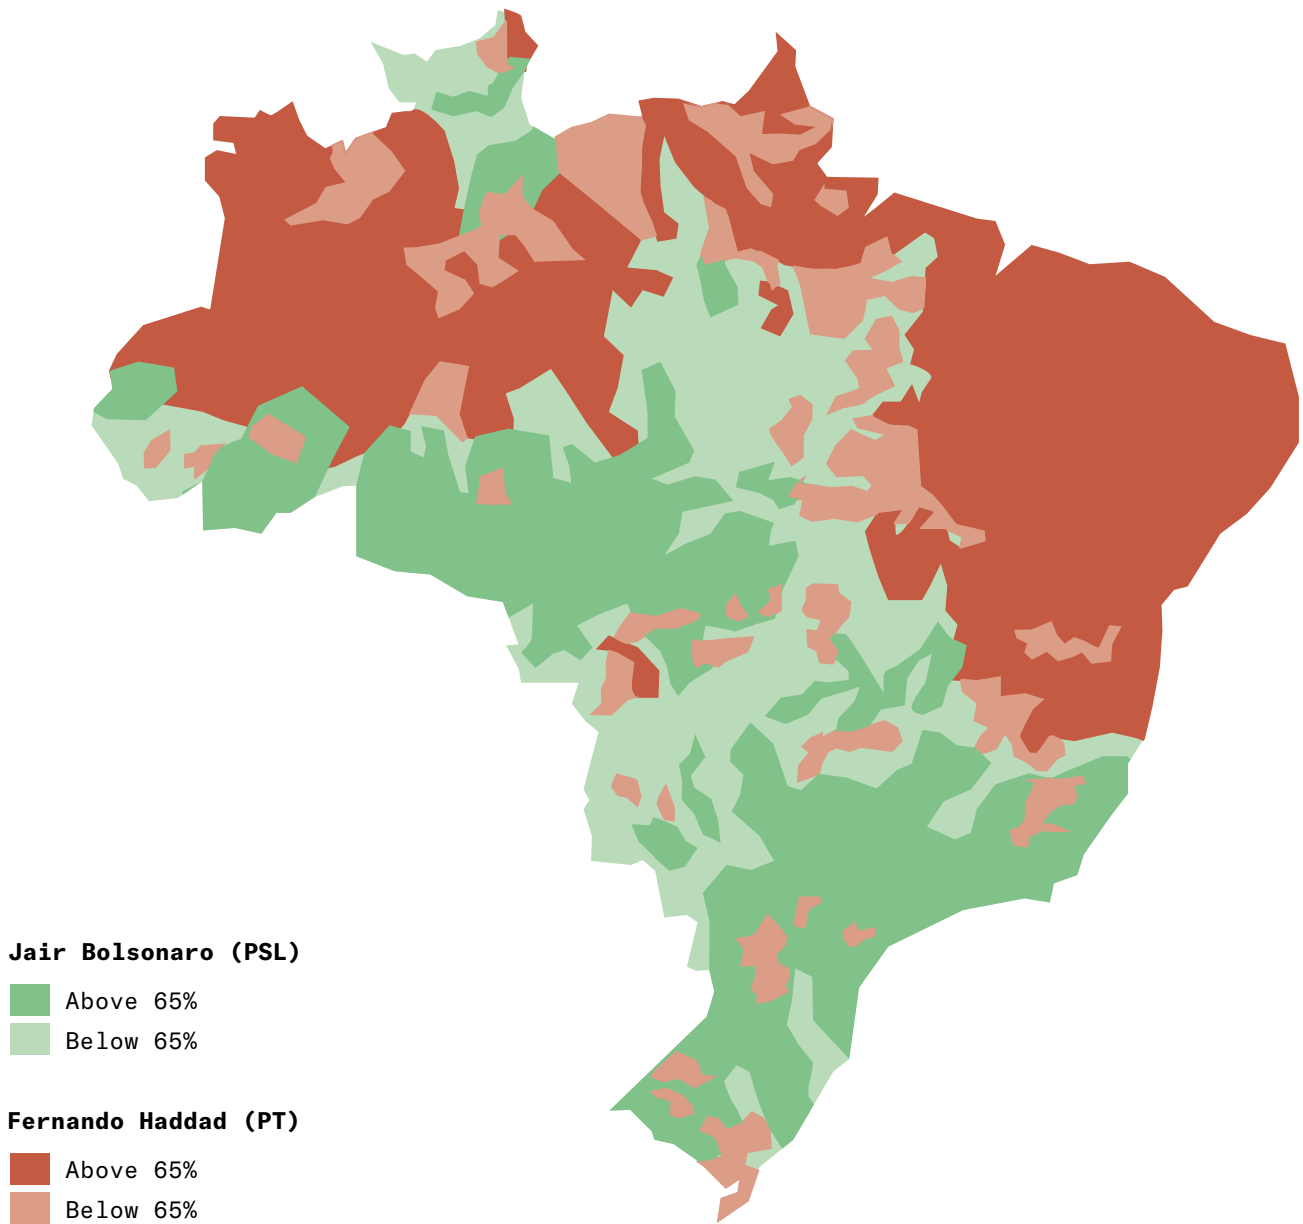 Jair Bolsonaro (PSL)
Above 65%
Below 65%
Fernando Haddad (PT)
Above 65%
Below 65%